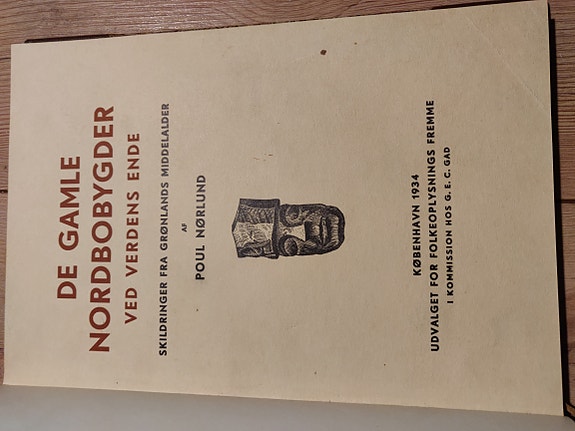 DE GAMLE
NORDBOBYGDER
VED VERDENS ENDE
SKILDRINGER FRA GRØNLANDS MIDDELALDER
AF
POUL NØRLUND
KØBENHAVN 1934
UDVALGET FOR FOLKEOPLYSNINGS FREMME
I KOMMISSION HOS G. E. C. GAD